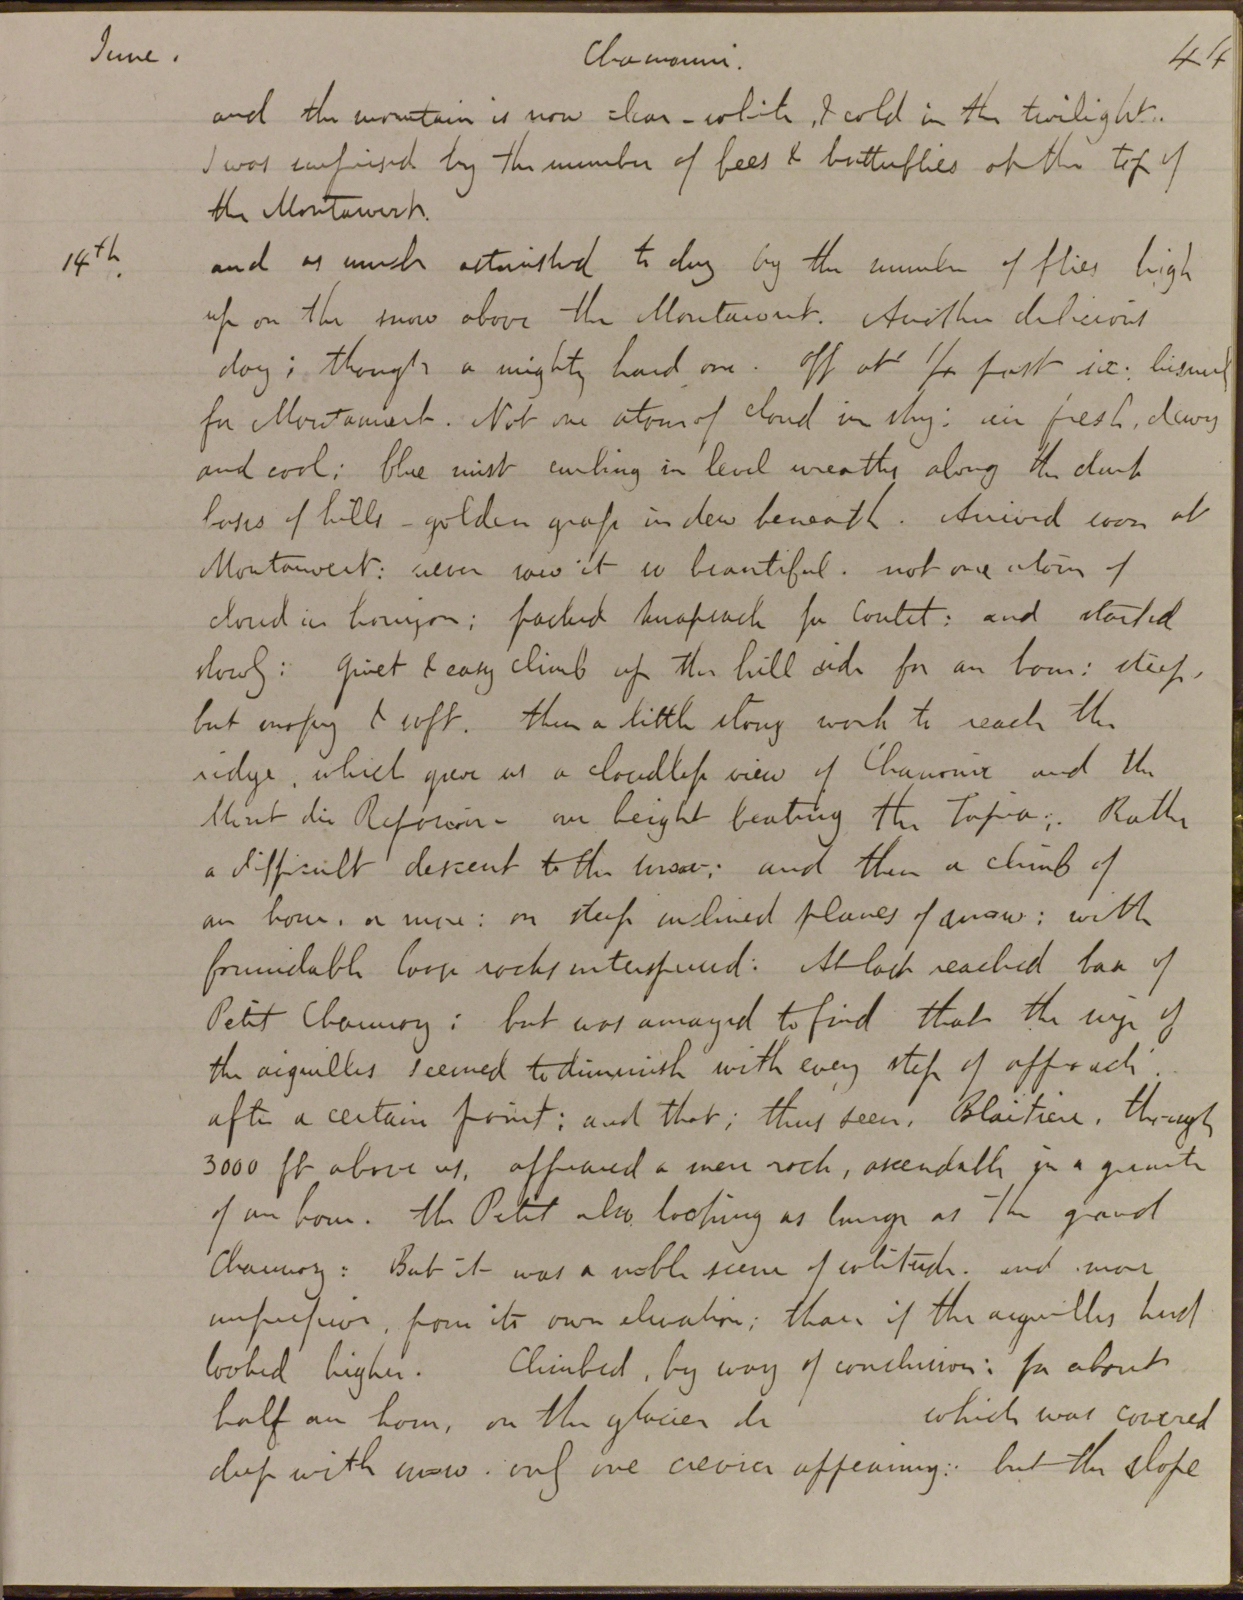 June. Chamouni. 44
and the mountain is now clear - white, & cold in the twilight.
I was surprised by the number of bees & butterflies at the top of
the Montanvert.
14th. and as much astonished to day by the number of flies high
up on the snow above the Montanvert. Another delicious
day; though a mighty hard one. Off at 1/2 past six:
for Montanvert. Not one atom of cloud in sky: air fresh, dewy
and cool; blue mist curling in level wreaths along the dark
bases of hills - golden grass in dew beneath. Arrived soon at
Montanvert: never saw it so beautiful. not one atom of
cloud in horizon; packed knapsack for Coutet: and started
slowly: quiet & easy climb up the hill side for an hour: steep,
but mossy & soft. then a little stony work to reach the
ridge, which gave us a cloudless view of Chamonix and the
Mont du Reposoir - our height beating the Tapia;. Rather
a difficult descent to the snow; and then a climb of
an hour, or more: on steep inclined planes of snow: with
formidable loose rocks interspersed: At last reached base of
Petit Charmoz; but was amazed to find that the size of
the aiguilles seemed to diminish with every step of approach.
after a certain point; and that; thus seen, Blaitiere, though
3000 ft above us, appeared a mere rock, ascendable in a quarter
of an hour. the Petit also looking as large as the grand
Charmoz: But it was a noble scene of solitude. and more
impressive, from its own elevation; than if the aiguilles had
looked higher. Climbed, by way of conclusion: for about
half an hour, on the glacier de which was covered
deep with snow. only one crevice appearing: but the slope